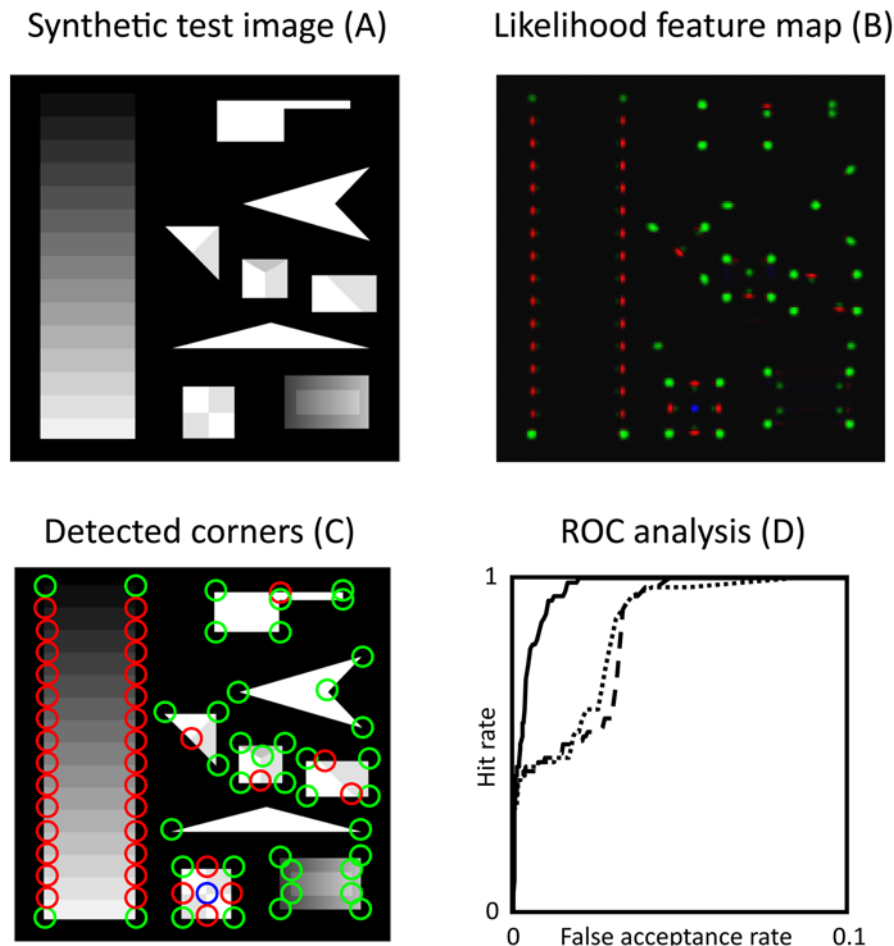 Synthetic test image (A)
Likelihood feature map (B)
Detected corners (C)
ROC analysis (D)
1
Hit rate
0
0
False acceptance rate
0.1